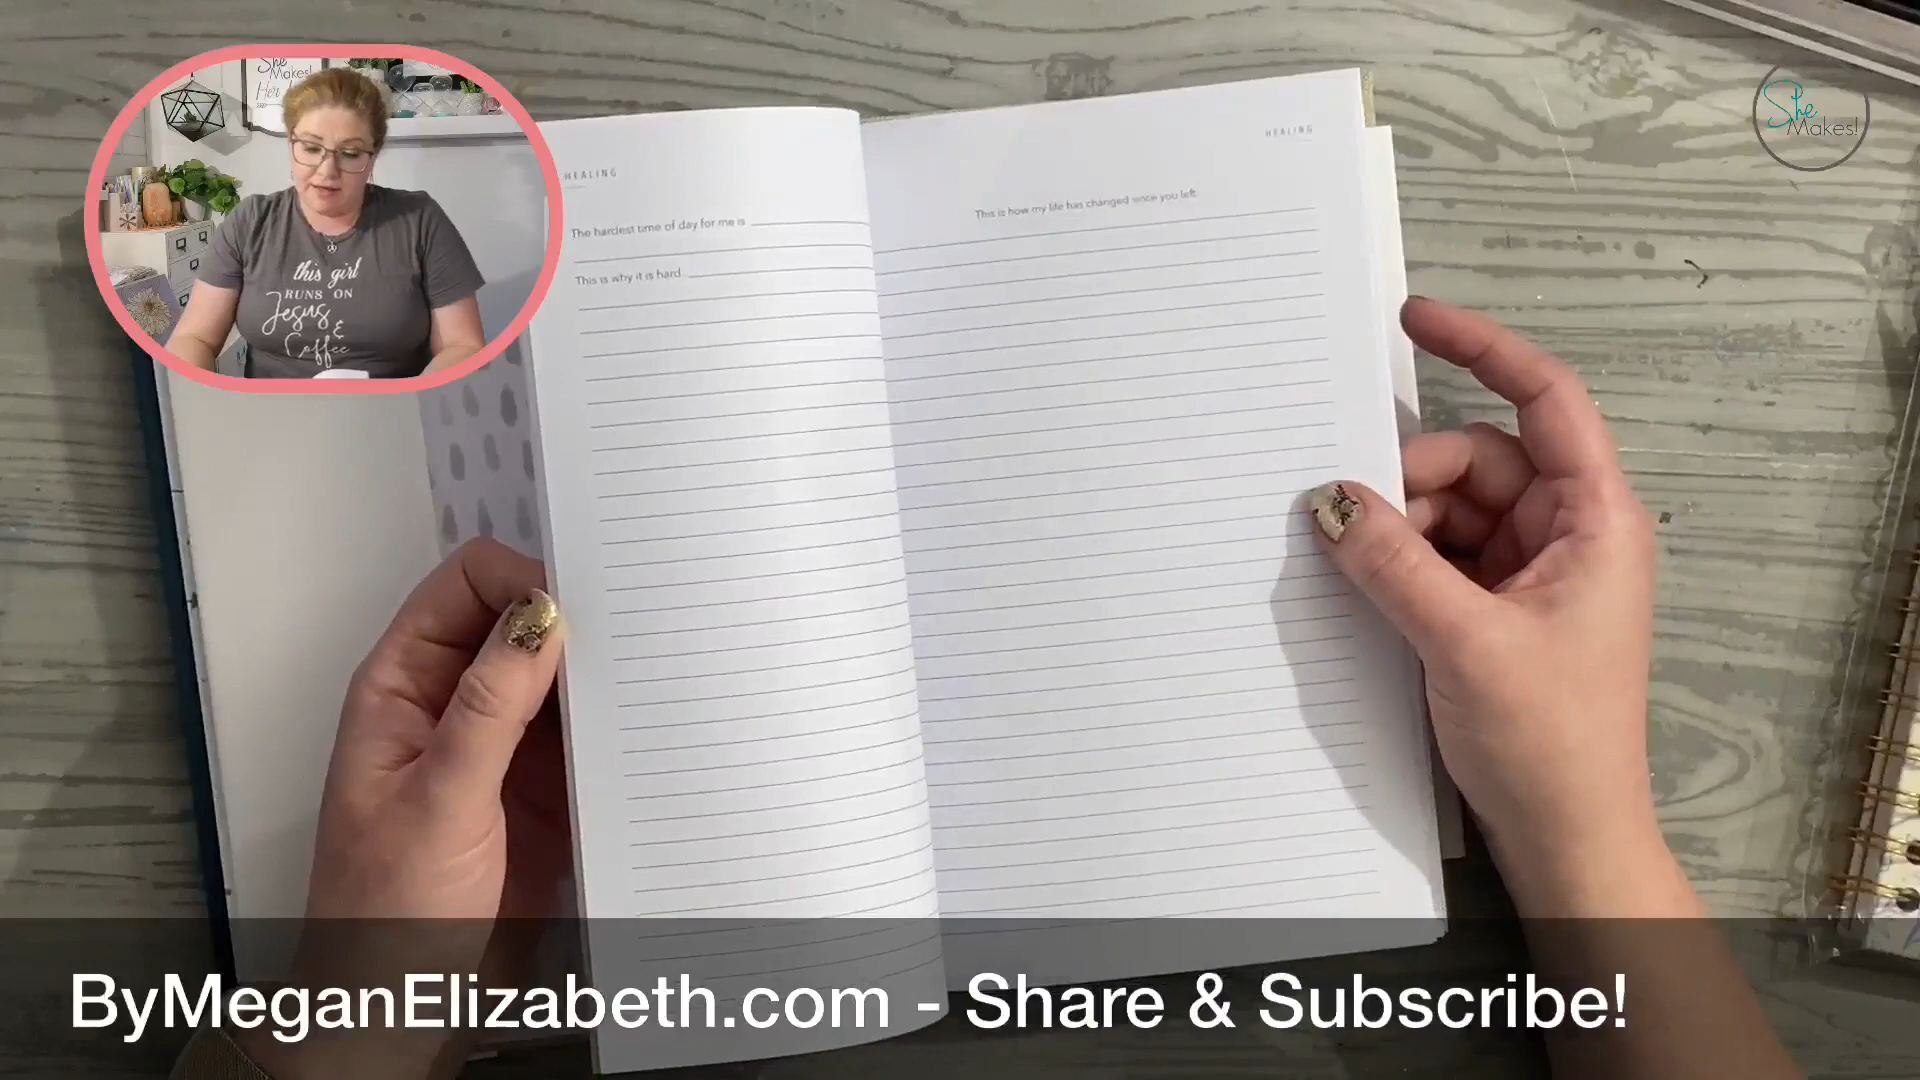 She
Makes!
Her
this girl
RUNS ON
Jesus
&
Coffee
HEALING
The hardest time of day for me is
This is why it is hard
HEALING
This is how my life has changed since you left
She
Makes!
ByMeganElizabeth.com - Share & Subscribe!